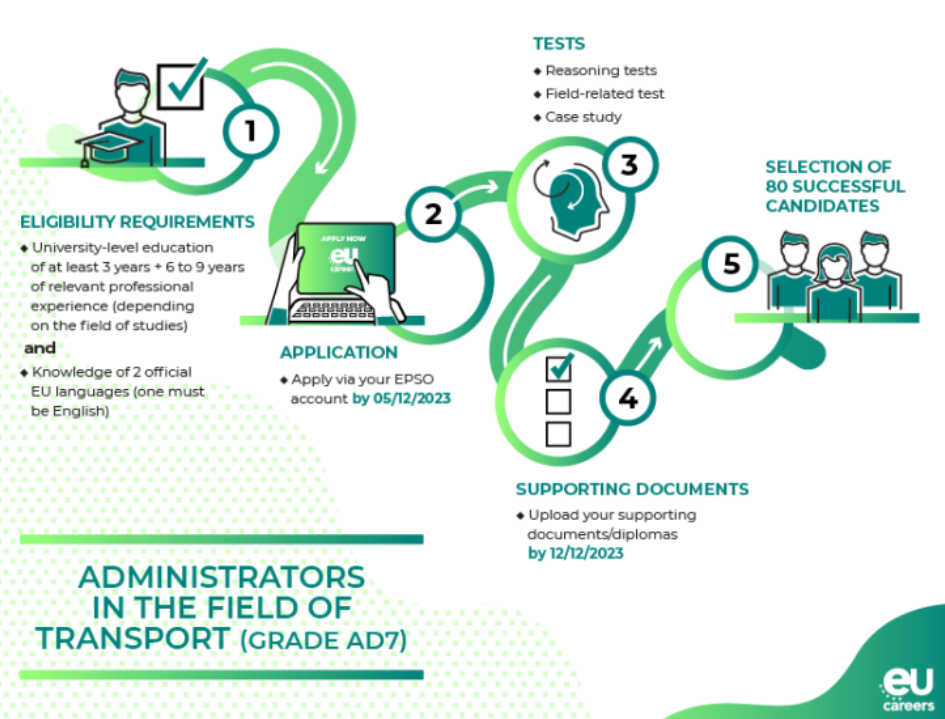 1
ELIGIBILITY REQUIREMENTS
◆ University-level education
of at least 3 years + 6 to 9 years
of relevant professional
experience (depending
on the field of studies)
and
◆ Knowledge of 2 official
EU languages (one must
be English)
2
APPLY NOW
eu
careers
APPLICATION
◆ Apply via your EPSO
account by 05/12/2023
TESTS
◆ Reasoning tests
◆ Field-related test
◆ Case study
3
4
SUPPORTING DOCUMENTS
◆ Upload your supporting
documents/diplomas
by 12/12/2023
SELECTION OF
80 SUCCESSFUL
CANDIDATES
5
ADMINISTRATORS
IN THE FIELD OF
TRANSPORT (GRADE AD7)
eu
careers